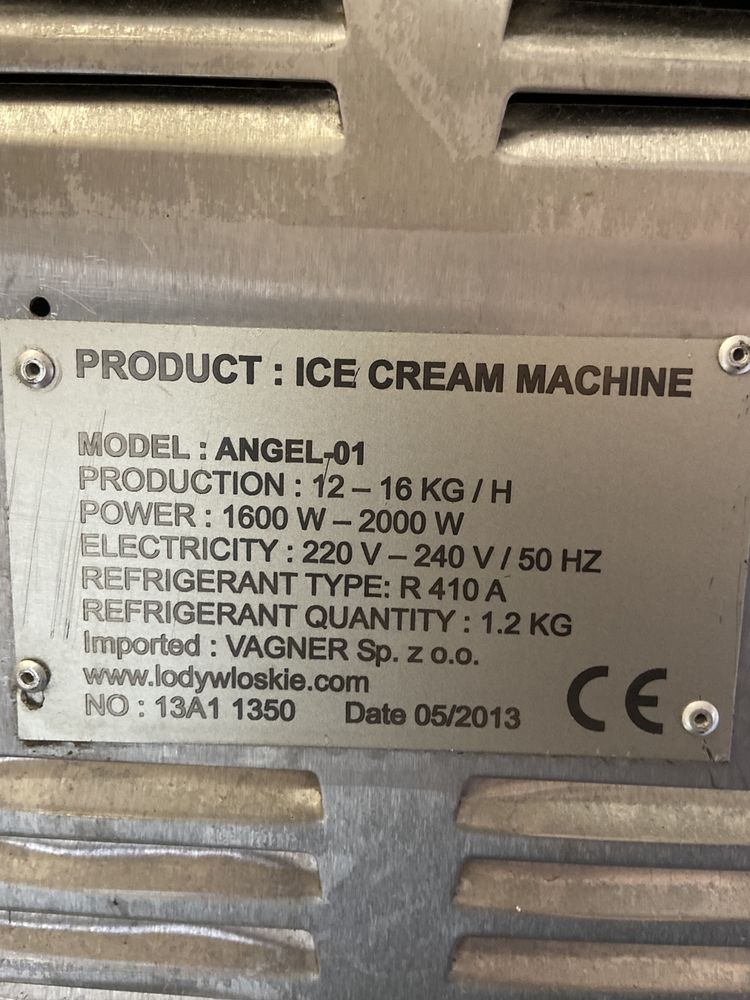 PRODUCT : ICE CREAM MACHINE
MODEL : ANGEL-01
PRODUCTION : 12 – 16 KG / H
POWER : 1600 W – 2000 W
ELECTRICITY : 220 V – 240 V / 50 HZ
REFRIGERANT TYPE: R 410 A
REFRIGERANT QUANTITY : 1.2 KG
Imported : VAGNER Sp. z o.o.
www.lodywloskie.com
NO : 13A1 1350 Date 05/2013 CE